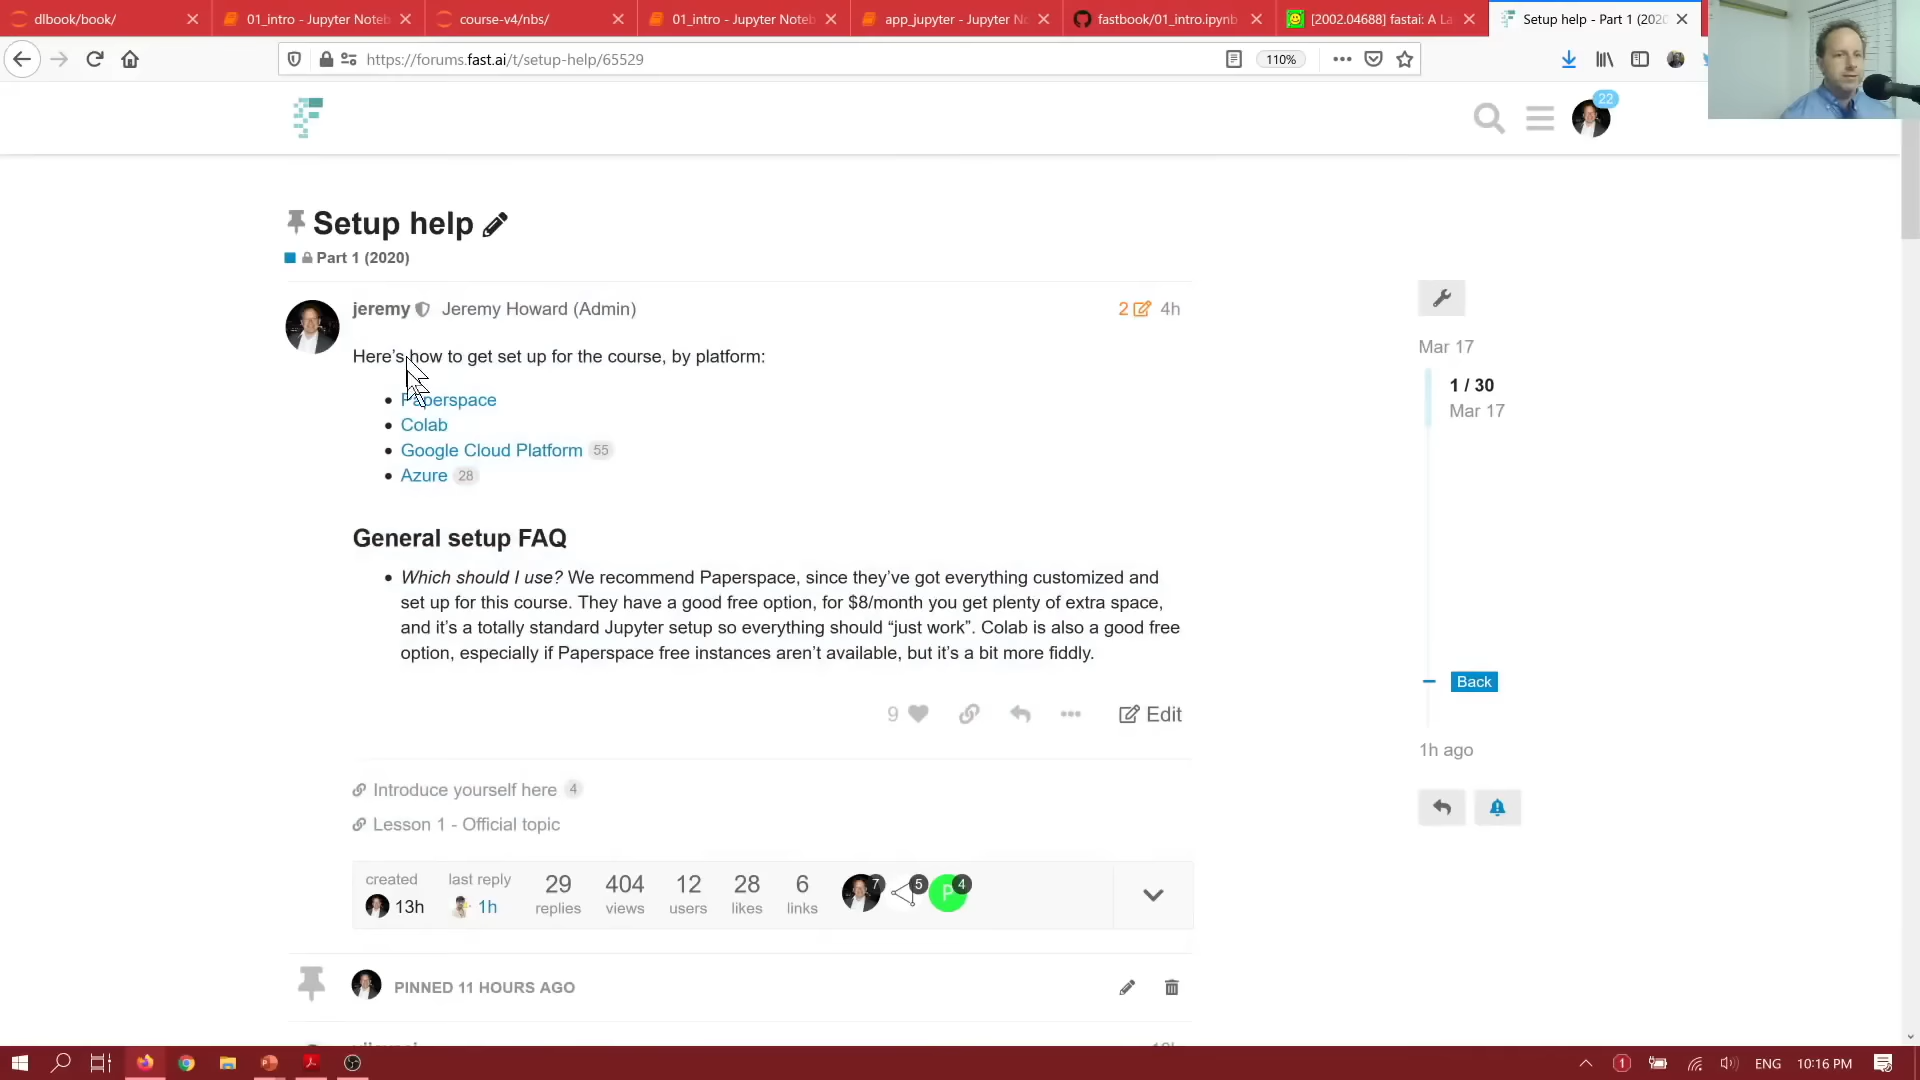 dlbook/book/
01_intro - Jupyter Noteb
course-v4/nbs/
01_intro - Jupyter Noteb
app_jupyter - Jupyter No
fastbook/01_intro.ipynb
[2002.04688] fastai: A La
Setup help - Part 1 (2020
https://forums.fast.ai/t/setup-help/65529
110%
22
Setup help
Part 1 (2020)
jeremy Jeremy Howard (Admin)
2 4h
Here's how to get set up for the course, by platform:
Paperspace
Colab
Google Cloud Platform 55
Azure 28
General setup FAQ
Which should I use? We recommend Paperspace, since they've got everything customized and
set up for this course. They have a good free option, for $8/month you get plenty of extra space,
and it's a totally standard Jupyter setup so everything should “just work”. Colab is also a good free
option, especially if Paperspace free instances aren't available, but it's a bit more fiddly.
9
Edit
Mar 17
1 / 30
Mar 17
Back
1h ago
Introduce yourself here 4
Lesson 1 - Official topic
created
13h
last reply
1h
29
replies
404
views
12
users
28
likes
6
links
7
5
P 4
PINNED 11 HOURS AGO
1
ENG
10:16 PM